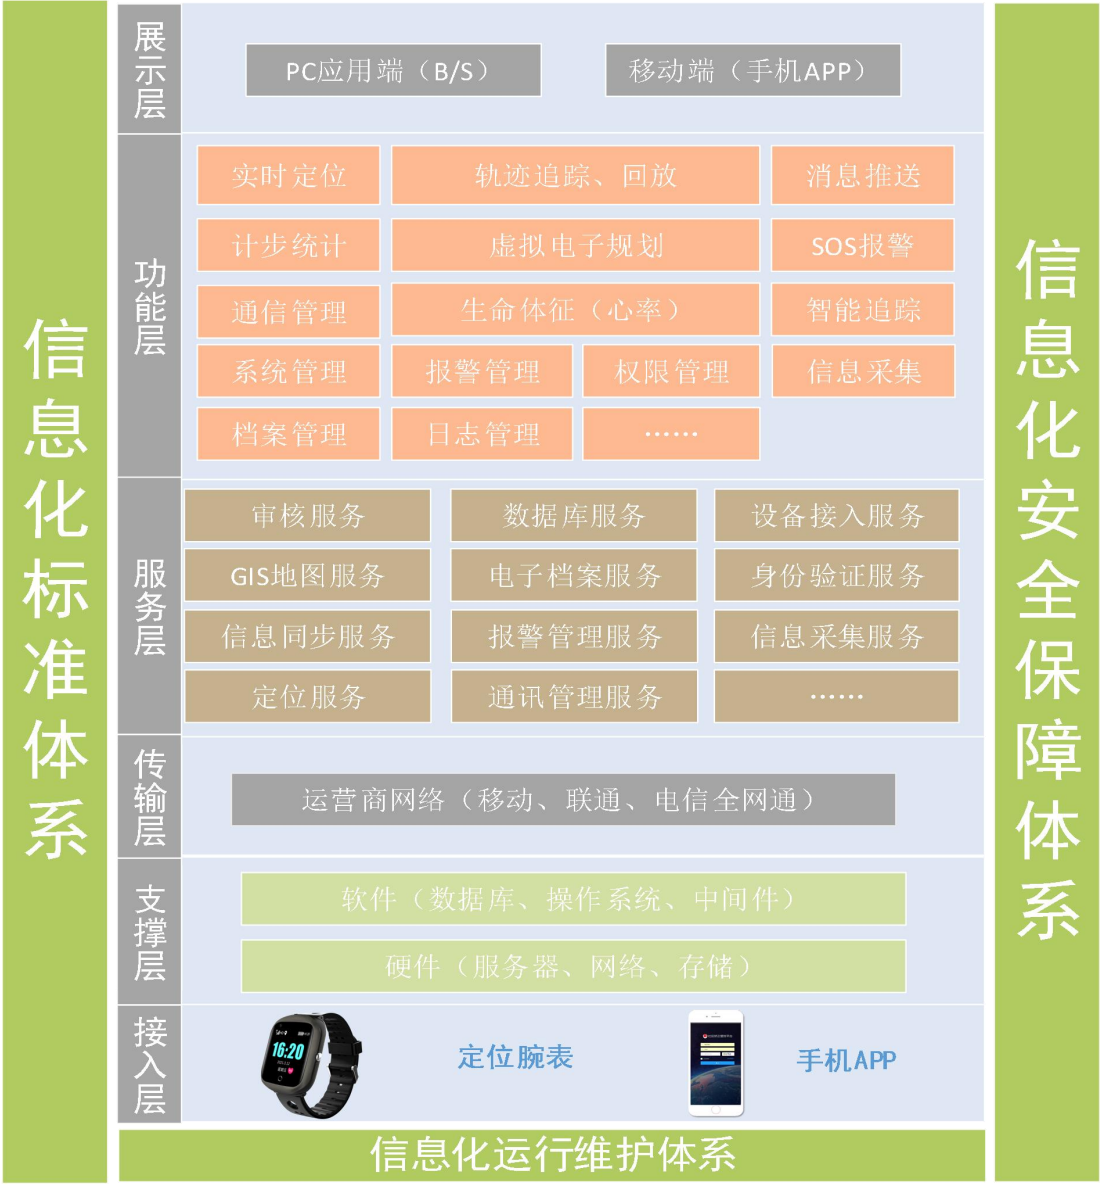 信息化标准体系
展示层
PC应用端（B/S）
移动端（手机APP）
功能层
实时定位
轨迹追踪、回放
消息推送
计步统计
虚拟电子规划
SOS报警
通信管理
生命体征（心率）
智能追踪
系统管理
报警管理
权限管理
信息采集
档案管理
日志管理
……
服务层
审核服务
数据库服务
设备接入服务
GIS地图服务
电子档案服务
身份验证服务
信息同步服务
报警管理服务
信息采集服务
定位服务
通讯管理服务
……
传输层
运营商网络（移动、联通、电信全网通）
支撑层
软件（数据库、操作系统、中间件）
硬件（服务器、网络、存储）
接入层
16:20
定位腕表
手机APP
信息化运行维护体系
信息化安全保障体系